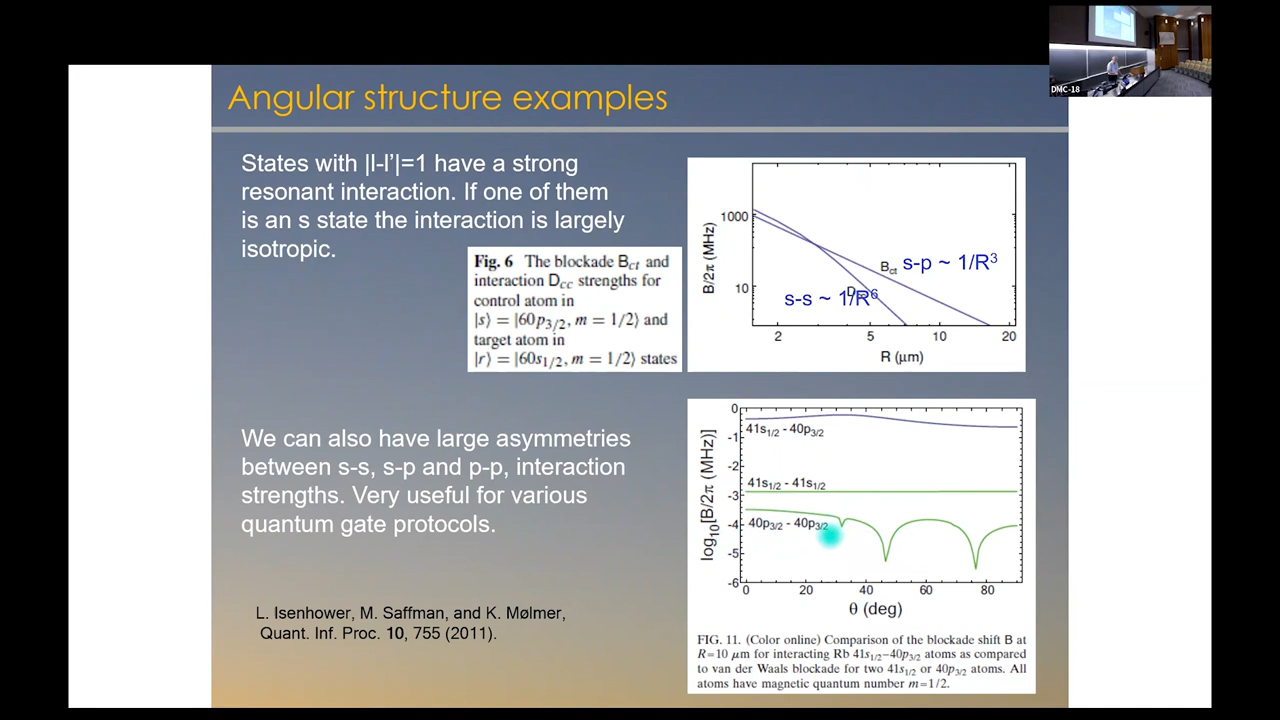 DMC-18
Angular structure examples
States with |l-l’|=1 have a strong
resonant interaction. If one of them
is an s state the interaction is largely
isotropic.
Fig. 6 The blockade Bct and
interaction Dcc strengths for
control atom in
|s⟩ = |60p3/2, m = 1/2⟩ and
target atom in
|r⟩ = |60s1/2, m = 1/2⟩ states
B/2π (MHz)
1000
10
Bct s-p ~ 1/R³
s-s ~ 1/R⁶
2 5 10 20
R (μm)
We can also have large asymmetries
between s-s, s-p and p-p, interaction
strengths. Very useful for various
quantum gate protocols.
log10[B/2π (MHz)]
0
-1
-2
-3
-4
-5
-6
41s1/2 - 40p3/2
41s1/2 - 41s1/2
40p3/2 - 40p3/2
0 20 40 60 80
θ (deg)
L. Isenhower, M. Saffman, and K. Mølmer,
Quant. Inf. Proc. 10, 755 (2011).
FIG. 11. (Color online) Comparison of the blockade shift B at
R=10 μm for interacting Rb 41s1/2−40p3/2 atoms as compared
to van der Waals blockade for two 41s1/2 or 40p3/2 atoms. All
atoms have magnetic quantum number m=1/2.